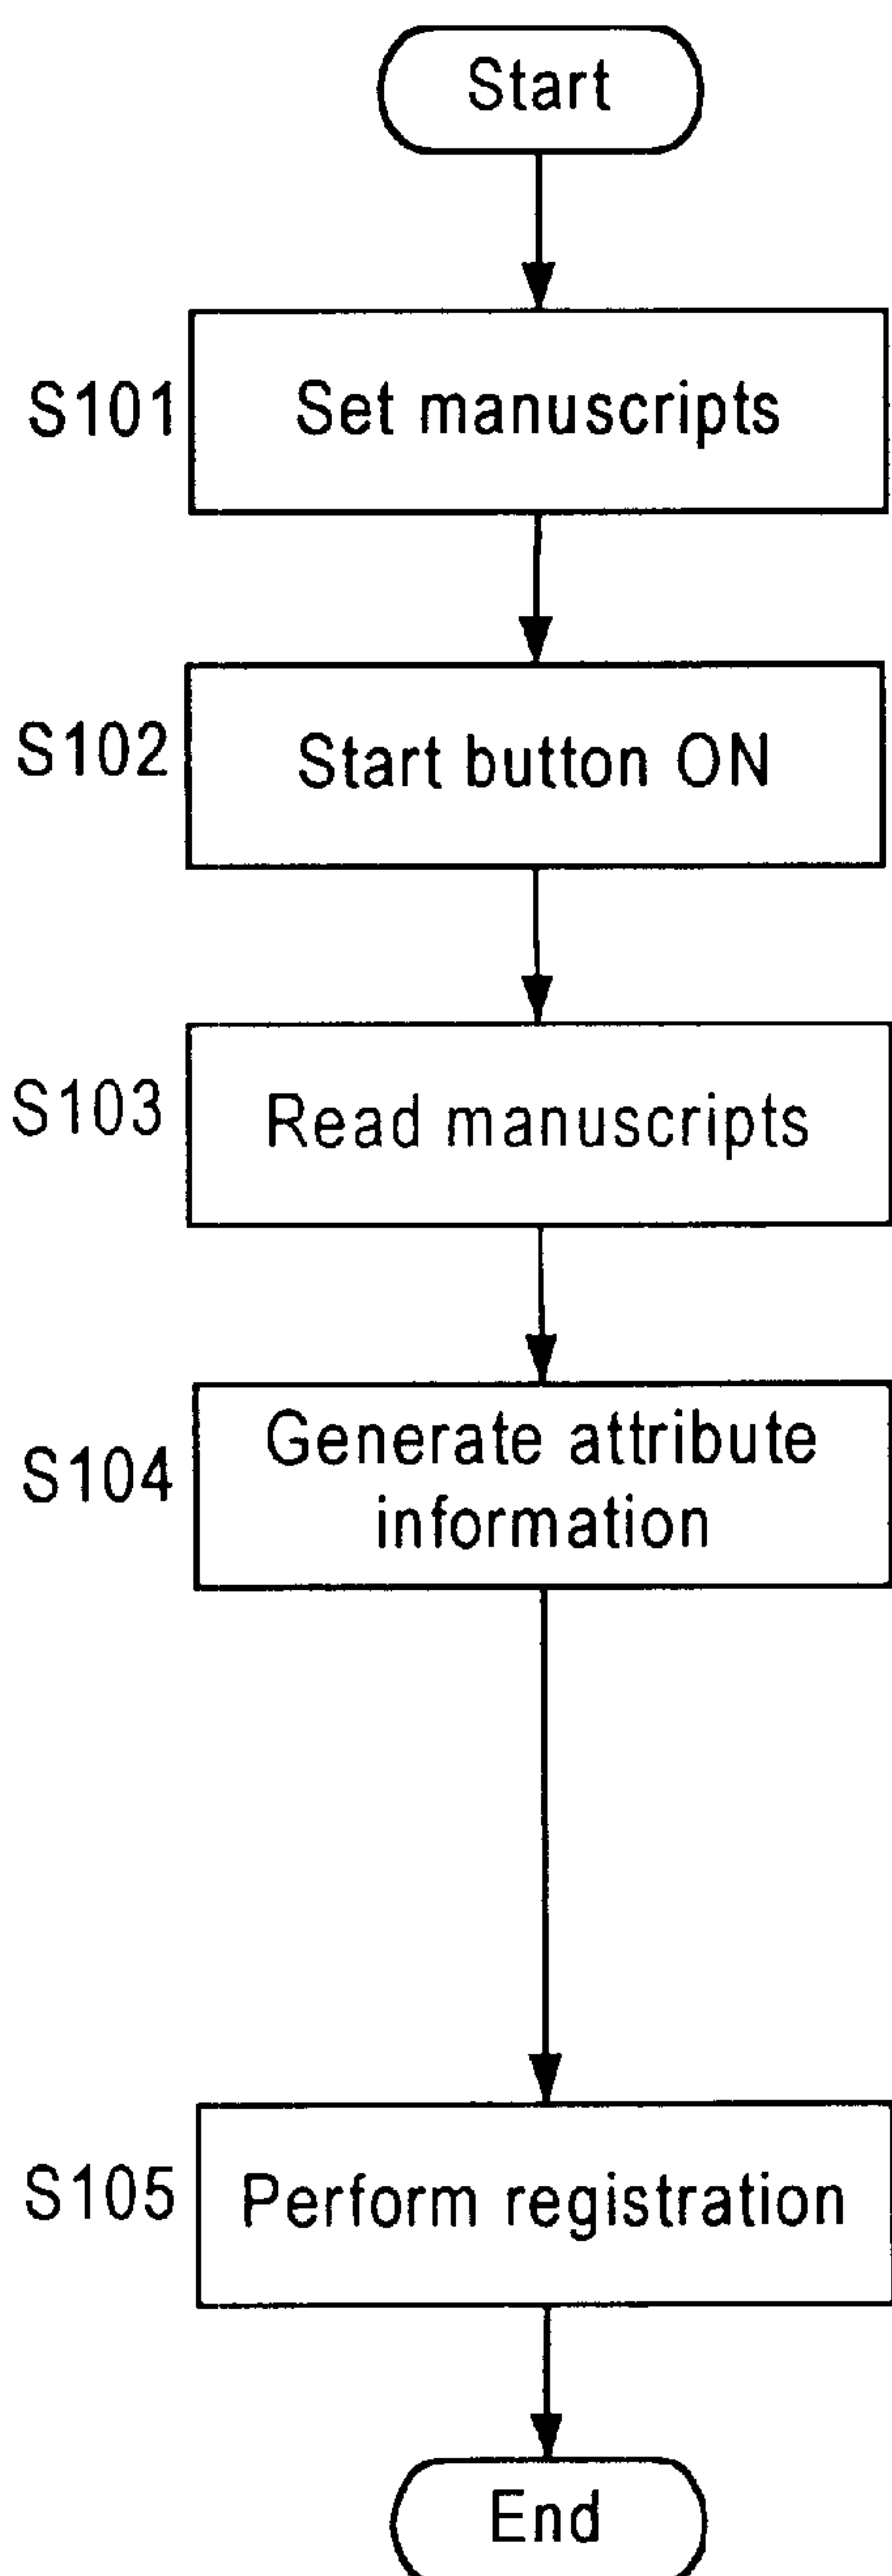 Start
S101
Set manuscripts
S102
Start button ON
S103
Read manuscripts
S104
Generate attribute
information
S105
Perform registration
End